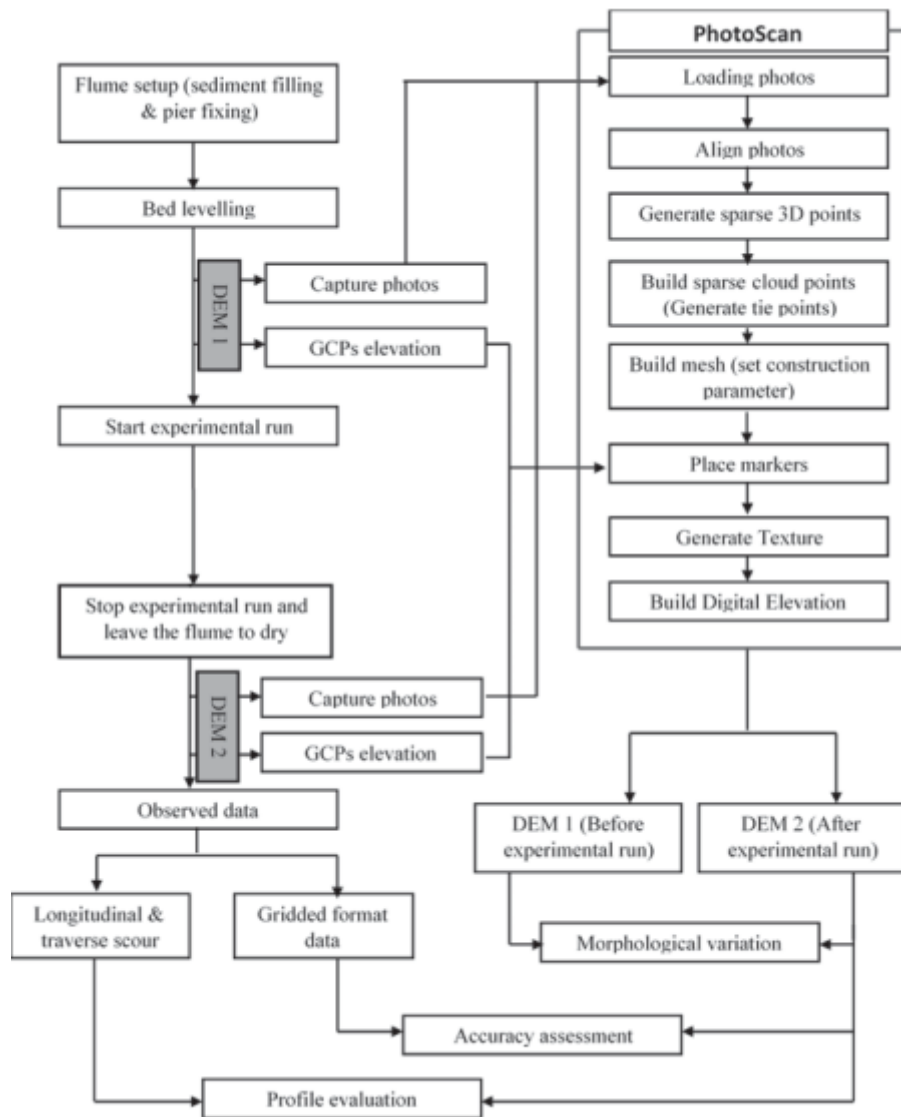 Flume setup (sediment filling
& pier fixing)
Bed levelling
DEM 1
Capture photos
GCPs elevation
Start experimental run
Stop experimental run and
leave the flume to dry
DEM 2
Capture photos
GCPs elevation
Observed data
Longitudinal &
traverse scour
Gridded format
data
PhotoScan
Loading photos
Align photos
Generate sparse 3D points
Build sparse cloud points
(Generate tie points)
Build mesh (set construction
parameter)
Place markers
Generate Texture
Build Digital Elevation
DEM 1 (Before
experimental run)
DEM 2 (After
experimental run)
Morphological variation
Accuracy assessment
Profile evaluation